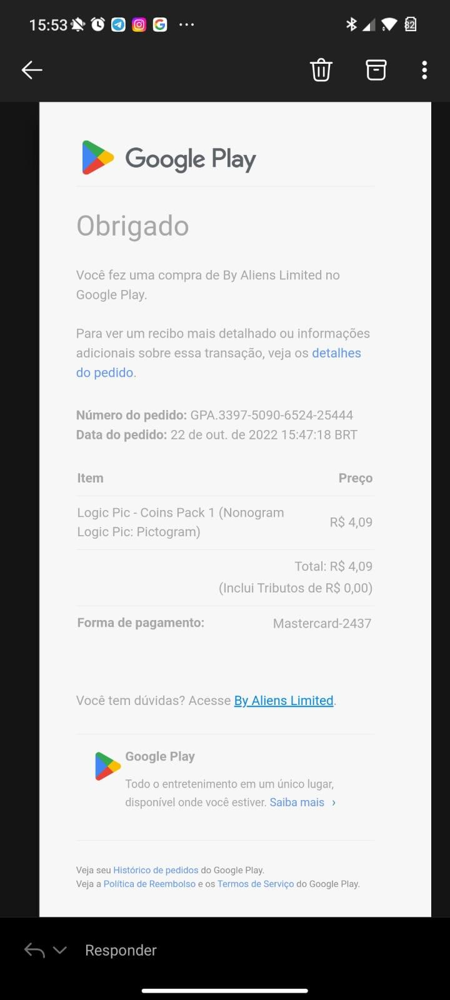 15:53
82
Google Play
Obrigado
Você fez uma compra de By Aliens Limited no
Google Play.
Para ver um recibo mais detalhado ou informações
adicionais sobre essa transação, veja os detalhes
do pedido.
Número do pedido: GPA.3397-5090-6524-25444
Data do pedido: 22 de out. de 2022 15:47:18 BRT
Item Preço
Logic Pic - Coins Pack 1 (Nonogram
Logic Pic: Pictogram)
R$ 4,09
Total: R$ 4,09
(Inclui Tributos de R$ 0,00)
Forma de pagamento: Mastercard-2437
Você tem dúvidas? Acesse By Aliens Limited.
Google Play
Todo o entretenimento em um único lugar,
disponível onde você estiver. Saiba mais ›
Veja seu Histórico de pedidos do Google Play.
Veja a Política de Reembolso e os Termos de Serviço do Google Play.
Responder